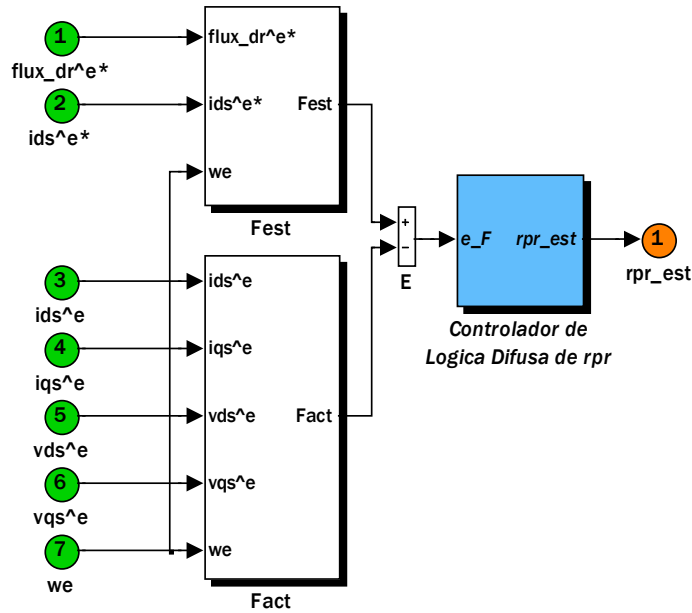 1
flux_dr^e*
2
ids^e*
flux_dr^e*
ids^e*
we
Fest
Fest
3
ids^e
4
iqs^e
5
vds^e
6
vqs^e
7
we
ids^e
iqs^e
vds^e
vqs^e
we
Fact
Fact
+
−
E
e_F
rpr_est
Controlador de
Logica Difusa de rpr
1
rpr_est